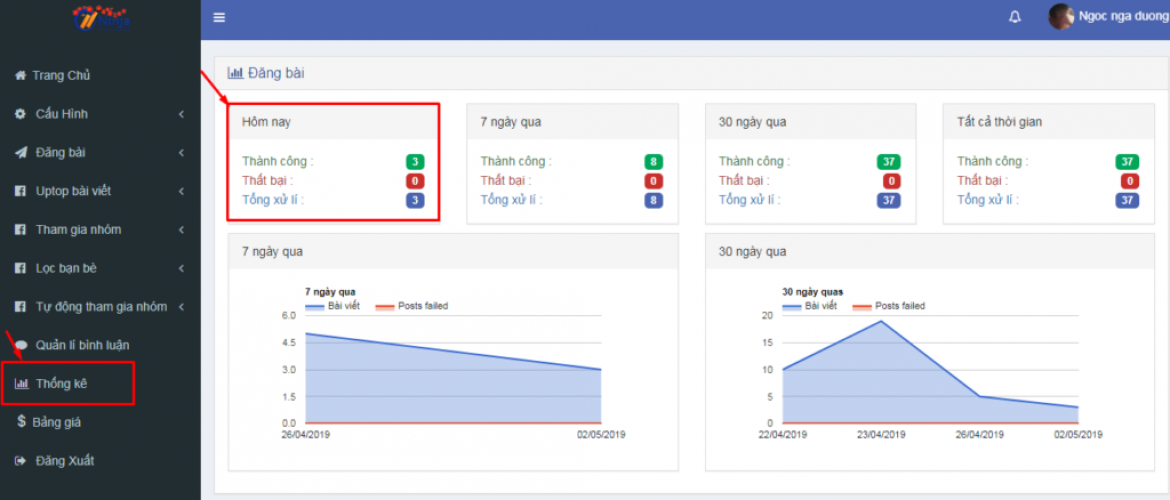 Ngoc nga duong
Trang Chủ
Cấu Hình
Đăng bài
Uptop bài viết
Tham gia nhóm
Lọc bạn bè
Tự động tham gia nhóm
Quản lí bình luận
Thống kê
$ Bảng giá
Đăng Xuất
Đăng bài
Hôm nay
Thành công : 3
Thất bại : 0
Tổng xử lí : 3
7 ngày qua
Thành công : 8
Thất bại : 0
Tổng xử lí : 8
30 ngày qua
Thành công : 37
Thất bại : 0
Tổng xử lí : 37
Tất cả thời gian
Thành công : 37
Thất bại : 0
Tổng xử lí : 37
7 ngày qua
7 ngày qua
Bài viết Posts failed
6.0
4.5
3.0
1.5
0.0
26/04/2019 02/05/2019
30 ngày qua
30 ngày quas
Bài viết Posts failed
20
15
10
5
0
22/04/2019 23/04/2019 26/04/2019 02/05/2019